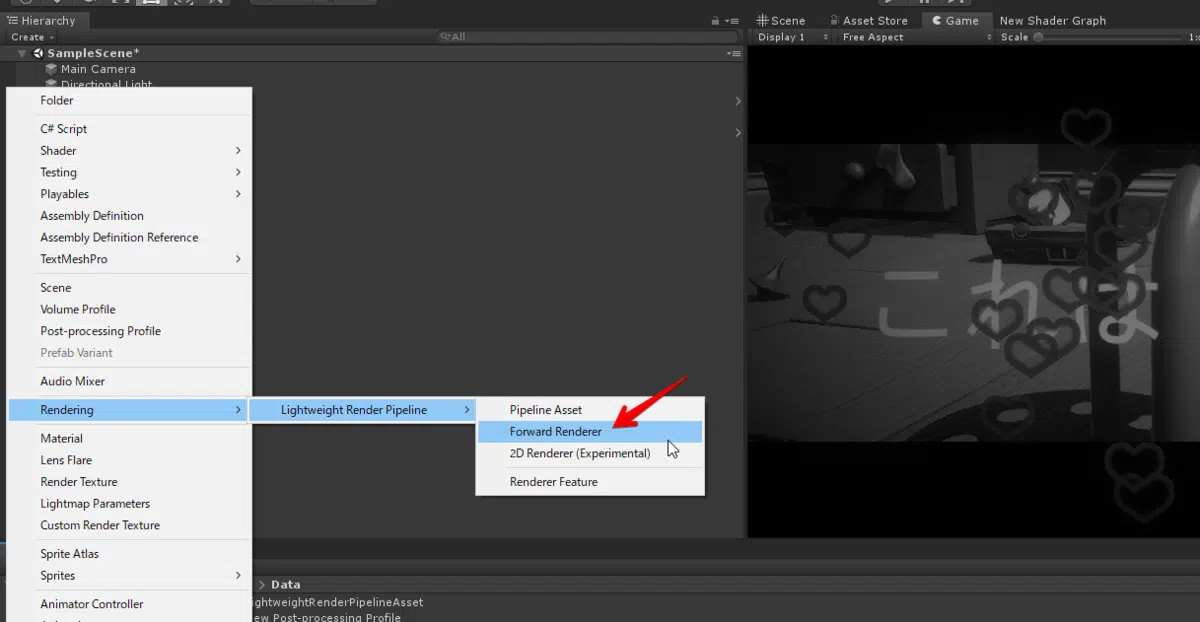 Hierarchy
Create
All
SampleScene*
Main Camera
Directional Light
Folder
C# Script
Shader
Testing
Playables
Assembly Definition
Assembly Definition Reference
TextMeshPro
Scene
Volume Profile
Post-processing Profile
Prefab Variant
Audio Mixer
Rendering
Material
Lens Flare
Render Texture
Lightmap Parameters
Custom Render Texture
Sprite Atlas
Sprites
Animator Controller
Lightweight Render Pipeline
Pipeline Asset
Forward Renderer
2D Renderer (Experimental)
Renderer Feature
Data
ightweightRenderPipelineAsset
ew Post-processing Profile
Scene
Asset Store
Game
New Shader Graph
Display 1
Free Aspect
Scale
1x
これは